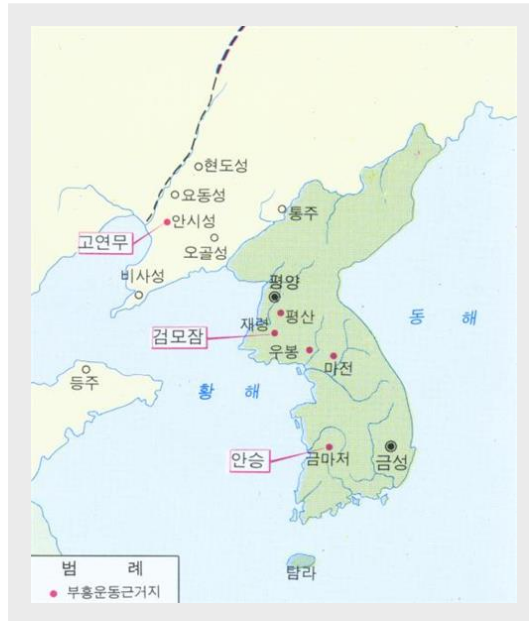 현도성
요동성
안시성
통주
고연무
오골성
비사성
평양
재령
평산
동 해
검모잠
우봉
마전
등주
황 해
안승
금마저
금성
탐라
범 례
부흥운동근거지